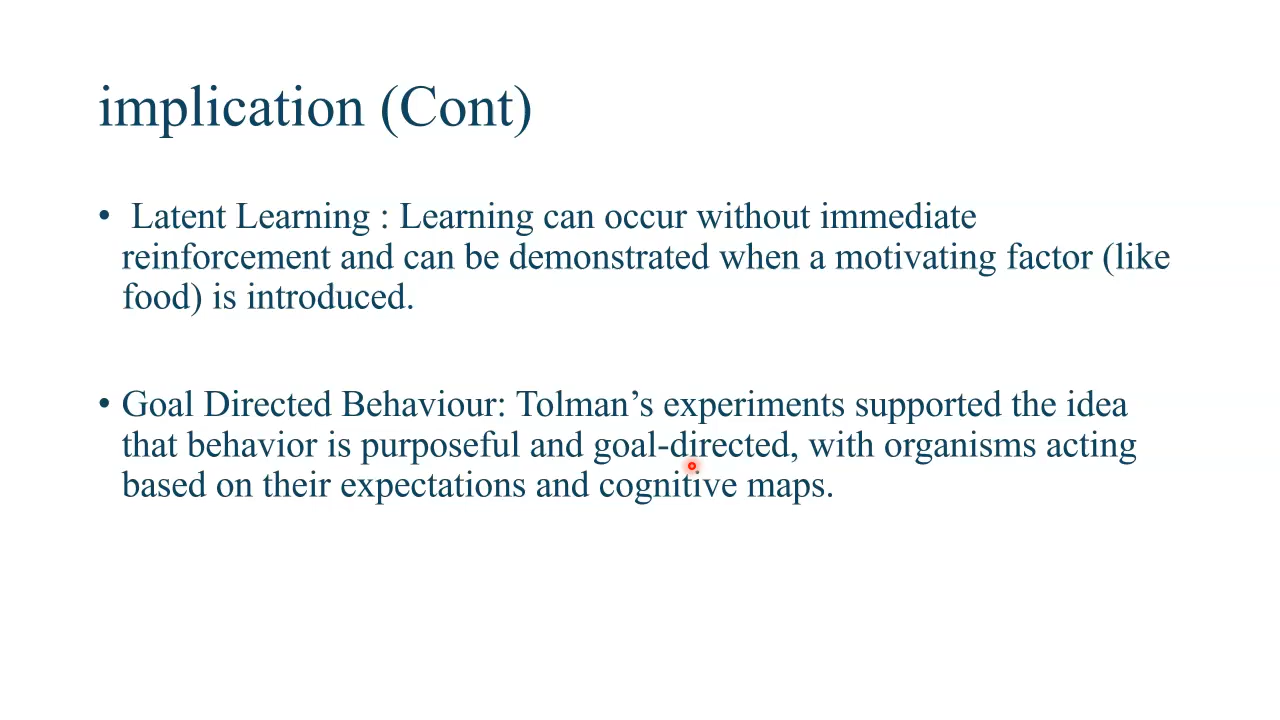 implication (Cont)
• Latent Learning : Learning can occur without immediate
reinforcement and can be demonstrated when a motivating factor (like
food) is introduced.
• Goal Directed Behaviour: Tolman’s experiments supported the idea
that behavior is purposeful and goal-directed, with organisms acting
based on their expectations and cognitive maps.